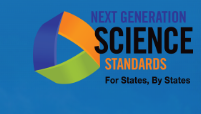 NEXT GENERATION
SCIENCE
STANDARDS
For States, By States